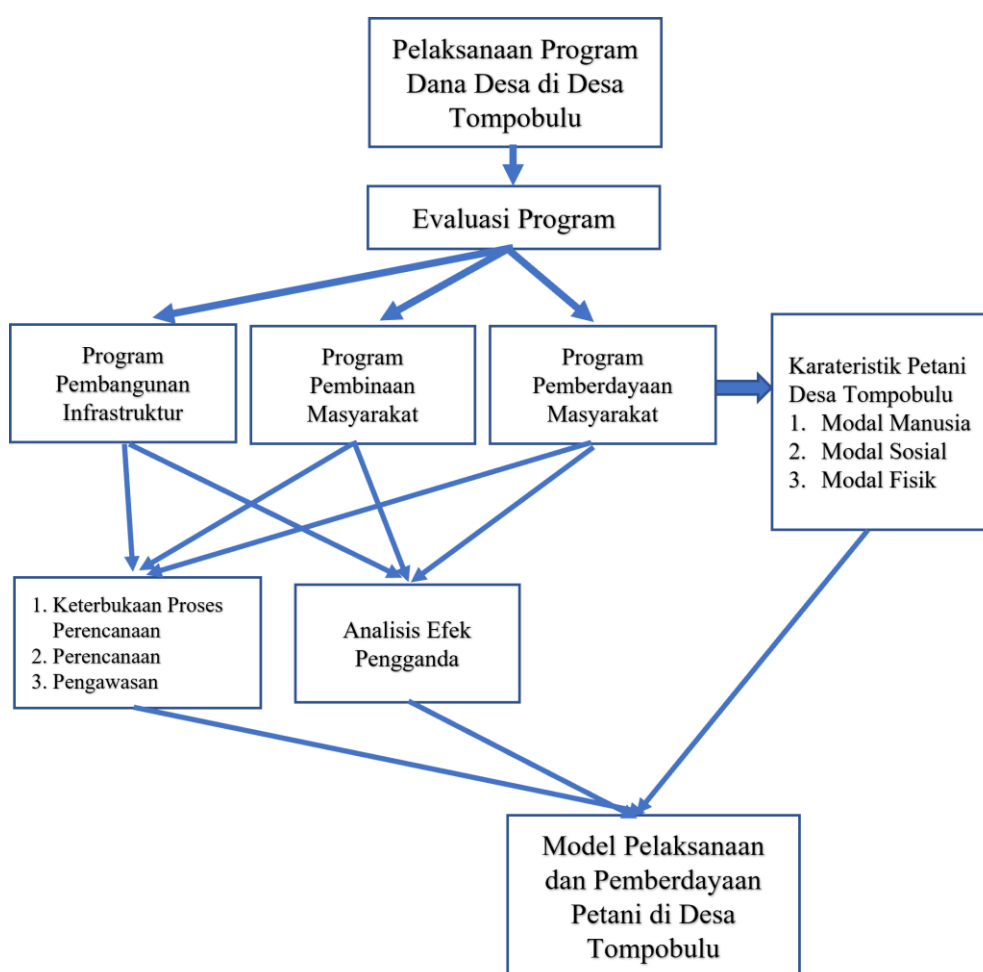 Pelaksanaan Program
Dana Desa di Desa
Tompobulu
Evaluasi Program
Program
Pembangunan
Infrastruktur
Program
Pembinaan
Masyarakat
Program
Pemberdayaan
Masyarakat
Karateristik Petani
Desa Tompobulu
1. Modal Manusia
2. Modal Sosial
3. Modal Fisik
1. Keterbukaan Proses
Perencanaan
2. Perencanaan
3. Pengawasan
Analisis Efek
Pengganda
Model Pelaksanaan
dan Pemberdayaan
Petani di Desa
Tompobulu